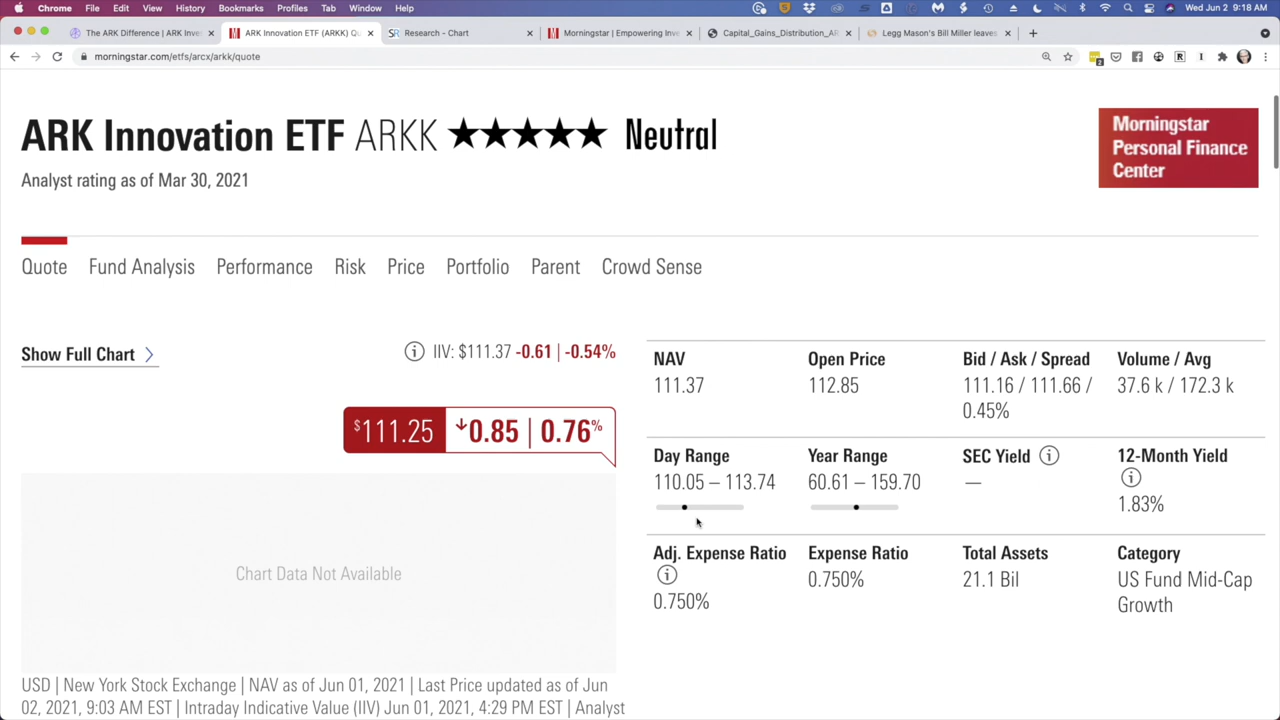 Chrome File Edit View History Bookmarks Profiles Tab Window Help Wed Jun 2 9:18 AM
The ARK Difference | ARK Inve ARK Innovation ETF (ARKK) Qu SR Research - Chart Morningstar | Empowering Inve Capital_Gains_Distribution_AR Legg Mason's Bill Miller leaves
morningstar.com/etfs/arcx/arkk/quote
ARK Innovation ETF ARKK ★★★★★ Neutral
Analyst rating as of Mar 30, 2021
Morningstar
Personal Finance
Center
Quote Fund Analysis Performance Risk Price Portfolio Parent Crowd Sense
Show Full Chart
IIV: $111.37 -0.61 | -0.54%
$111.25 ↓0.85 | 0.76%
Chart Data Not Available
NAV Open Price Bid / Ask / Spread Volume / Avg
111.37 112.85 111.16 / 111.66 / 37.6 k / 172.3 k
0.45%
Day Range Year Range SEC Yield 12-Month Yield
110.05 – 113.74 60.61 – 159.70 —
1.83%
Adj. Expense Ratio Expense Ratio Total Assets Category
0.750% 0.750% 21.1 Bil US Fund Mid-Cap
Growth
USD | New York Stock Exchange | NAV as of Jun 01, 2021 | Last Price updated as of Jun
02, 2021, 9:03 AM EST | Intraday Indicative Value (IIV) Jun 01, 2021, 4:29 PM EST | Analyst